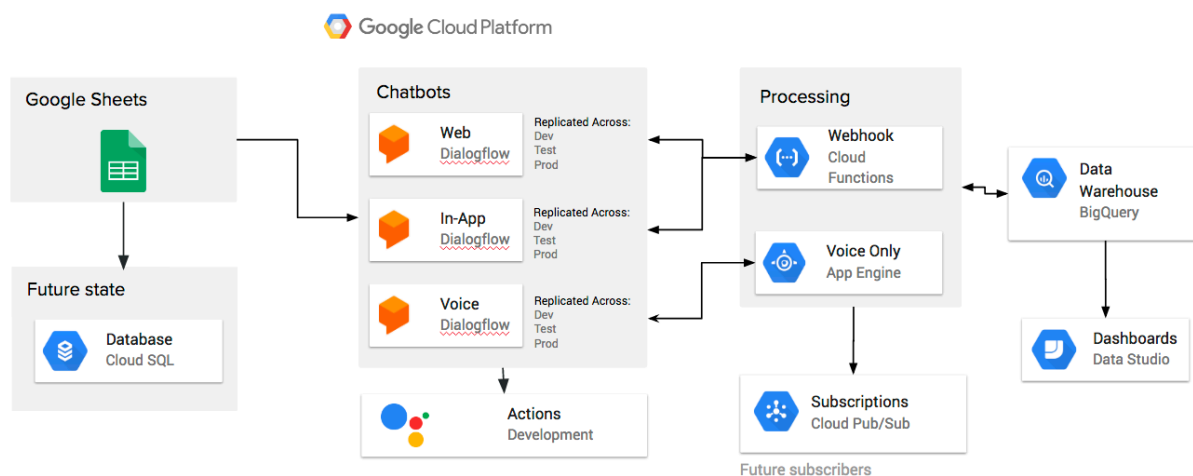 Google Cloud Platform
Google Sheets
Future state
Database
Cloud SQL
Chatbots
Web
Dialogflow
Replicated Across:
Dev
Test
Prod
In-App
Dialogflow
Replicated Across:
Dev
Test
Prod
Voice
Dialogflow
Replicated Across:
Dev
Test
Prod
Actions
Development
Processing
Webhook
Cloud
Functions
Voice Only
App Engine
Subscriptions
Cloud Pub/Sub
Future subscribers
Data
Warehouse
BigQuery
Dashboards
Data Studio